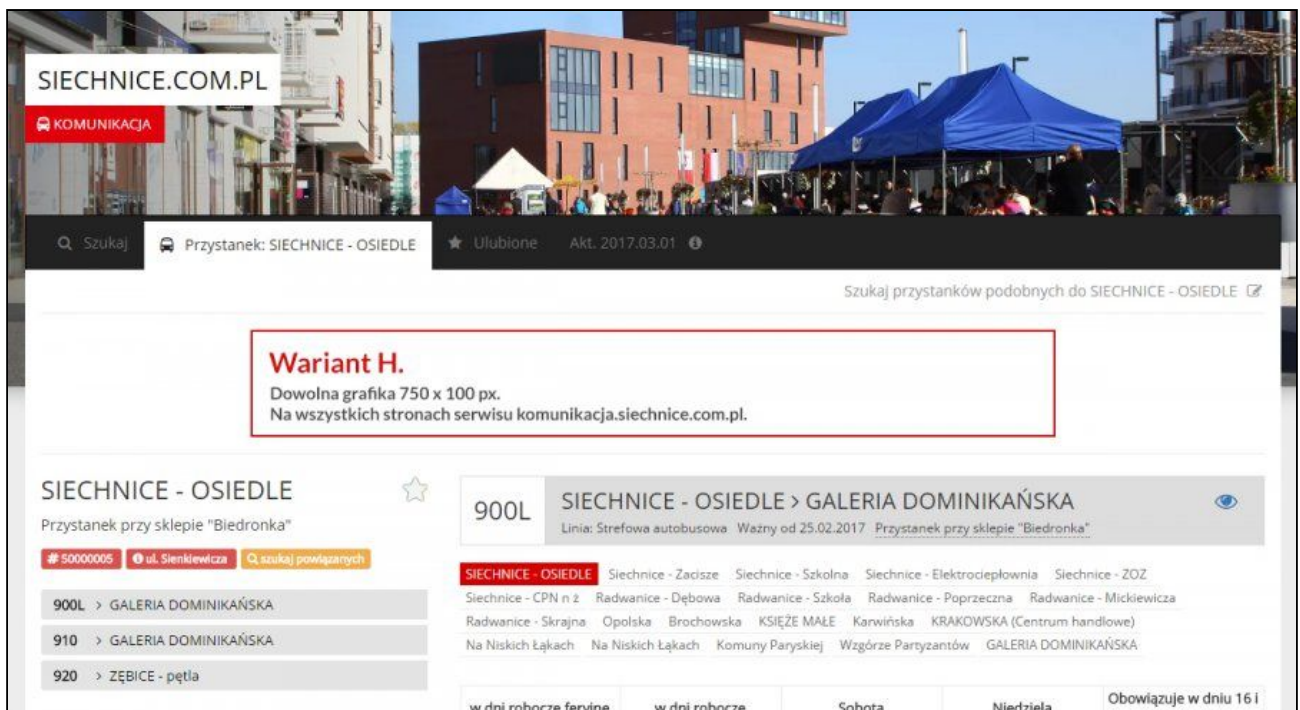 SIECHNICE.COM.PL
KOMUNIKACJA
Szukaj Przystanek: SIECHNICE - OSIEDLE Ulubione Akt. 2017.03.01
Szukaj przystanków podobnych do SIECHNICE - OSIEDLE
Wariant H.
Dowolna grafika 750 x 100 px.
Na wszystkich stronach serwisu komunikacja.siechnice.com.pl.
SIECHNICE - OSIEDLE
Przystanek przy sklepie "Biedronka"
# 50000005 ul. Sienkiewicza szukaj powiązanych
900L > GALERIA DOMINIKAŃSKA
910 > GALERIA DOMINIKAŃSKA
920 > ZĘBICE - pętla
900L
SIECHNICE - OSIEDLE > GALERIA DOMINIKAŃSKA
Linia: Strefowa autobusowa Ważny od 25.02.2017 Przystanek przy sklepie "Biedronka"
SIECHNICE - OSIEDLE Siechnice - Zacisze Siechnice - Szkolna Siechnice - Elektrociepłownia Siechnice - ZOZ
Siechnice - CPN n ż Radwanice - Dębowa Radwanice - Szkoła Radwanice - Poprzeczna Radwanice - Mickiewicza
Radwanice - Skrajna Opolska Brochowska KSIĘŻE MAŁE Karwińska KRAKOWSKA (Centrum handlowe)
Na Niskich Łąkach Na Niskich Łąkach Komuny Paryskiej Wzgórze Partyzantów GALERIA DOMINIKAŃSKA
w dni robocze feryjne w dni robocze Sobota Niedziela Obowiązuje w dniu 16 i